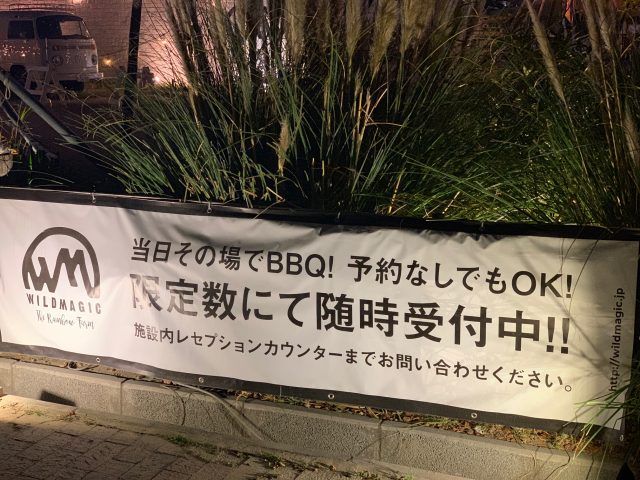 WM
WILDMAGIC
The Rainbow Farm
当日その場でBBQ! 予約なしでもOK!
限定数にて随時受付中!!
施設内レセプションカウンターまでお問い合わせください。
http://wildmagic.jp